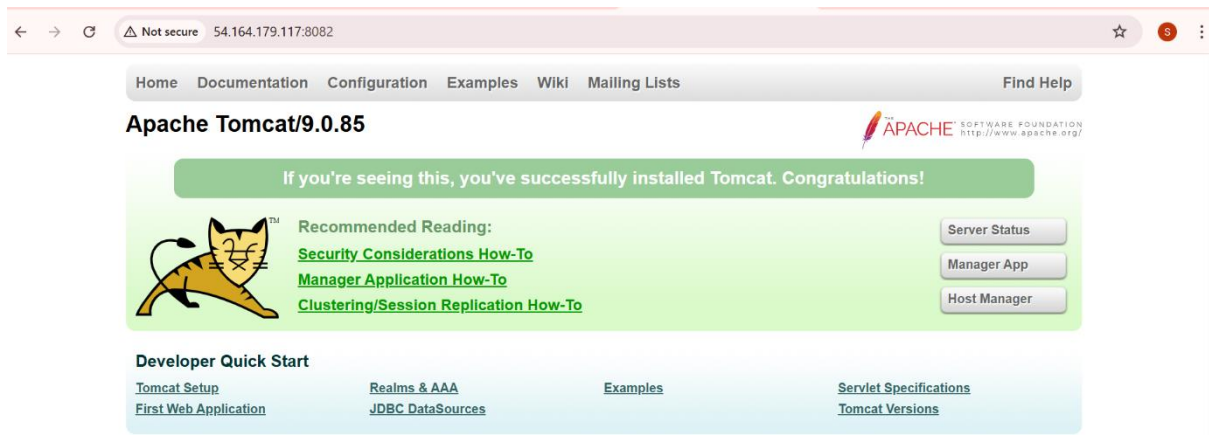 Not secure 54.164.179.117:8082 S
Home Documentation Configuration Examples Wiki Mailing Lists Find Help
Apache Tomcat/9.0.85
THE
APACHE SOFTWARE FOUNDATION
http://www.apache.org/
If you're seeing this, you've successfully installed Tomcat. Congratulations!
TM
Recommended Reading:
Security Considerations How-To
Manager Application How-To
Clustering/Session Replication How-To
Server Status
Manager App
Host Manager
Developer Quick Start
Tomcat Setup Realms & AAA Examples Servlet Specifications
First Web Application JDBC DataSources Tomcat Versions